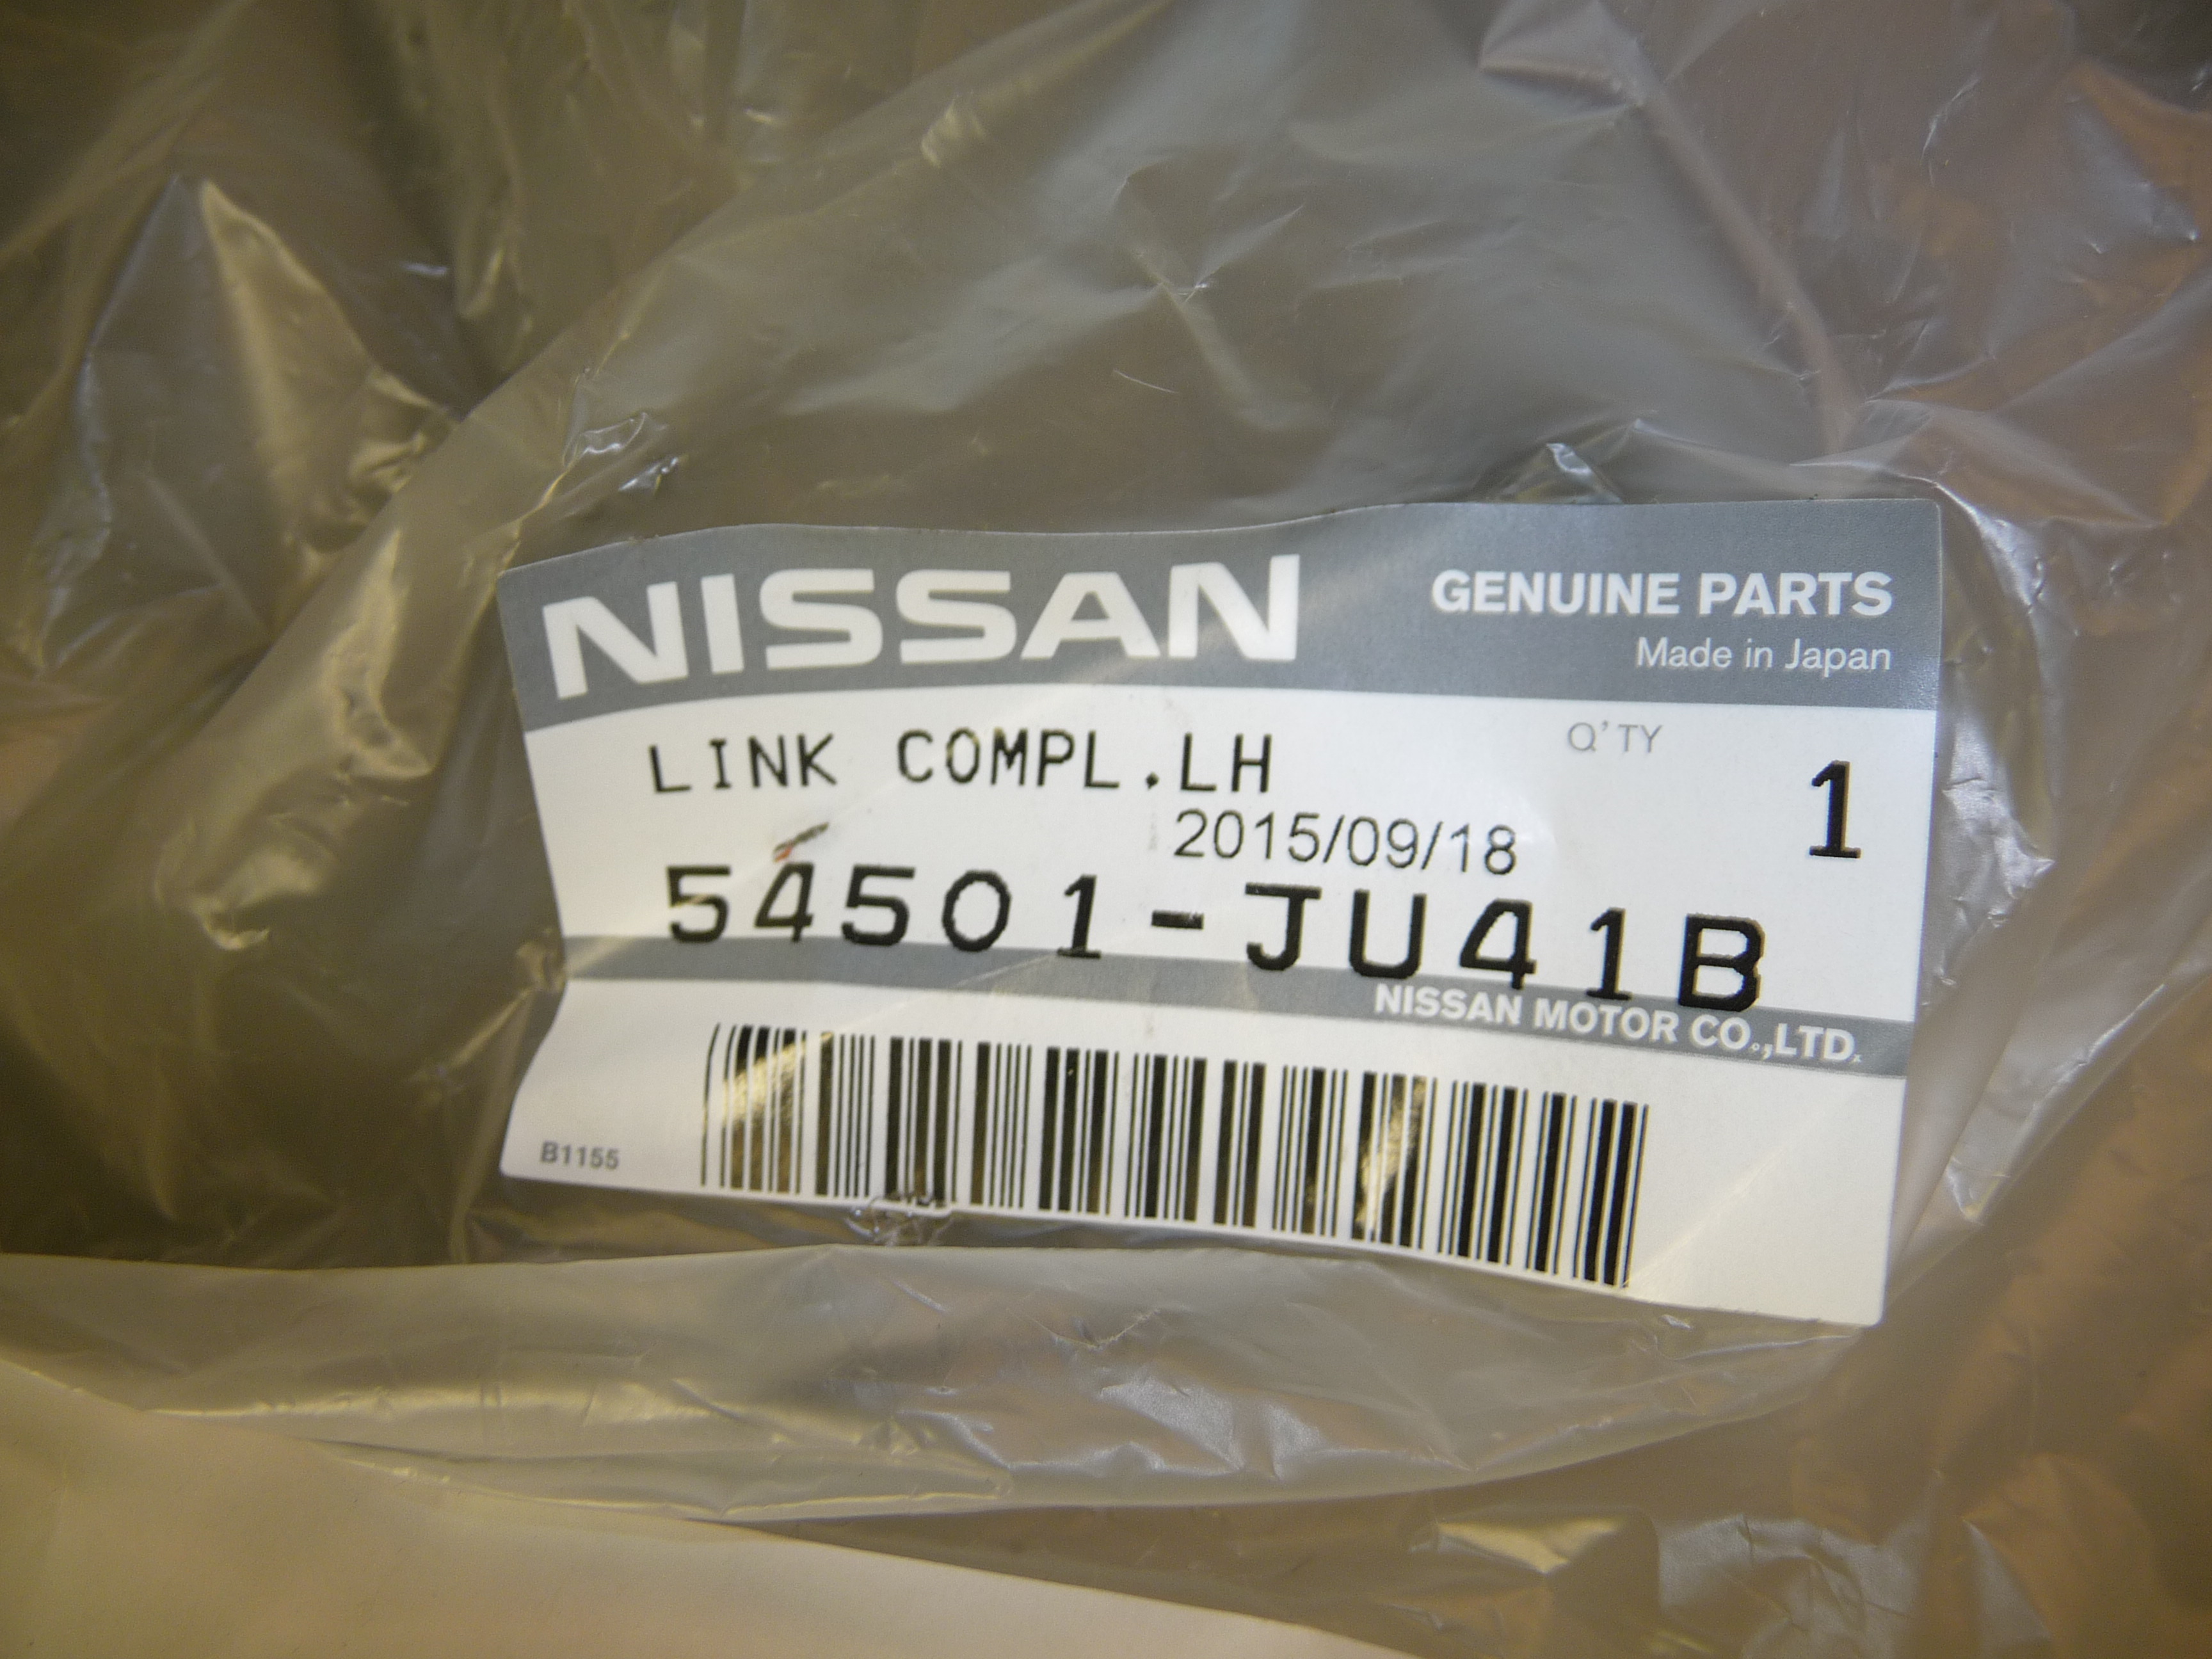 NISSAN
GENUINE PARTS
Made in Japan
LINK COMPL.LH
Q'TY
1
2015/09/18
54501-JU41B
NISSAN MOTOR CO.,LTD.
B1155